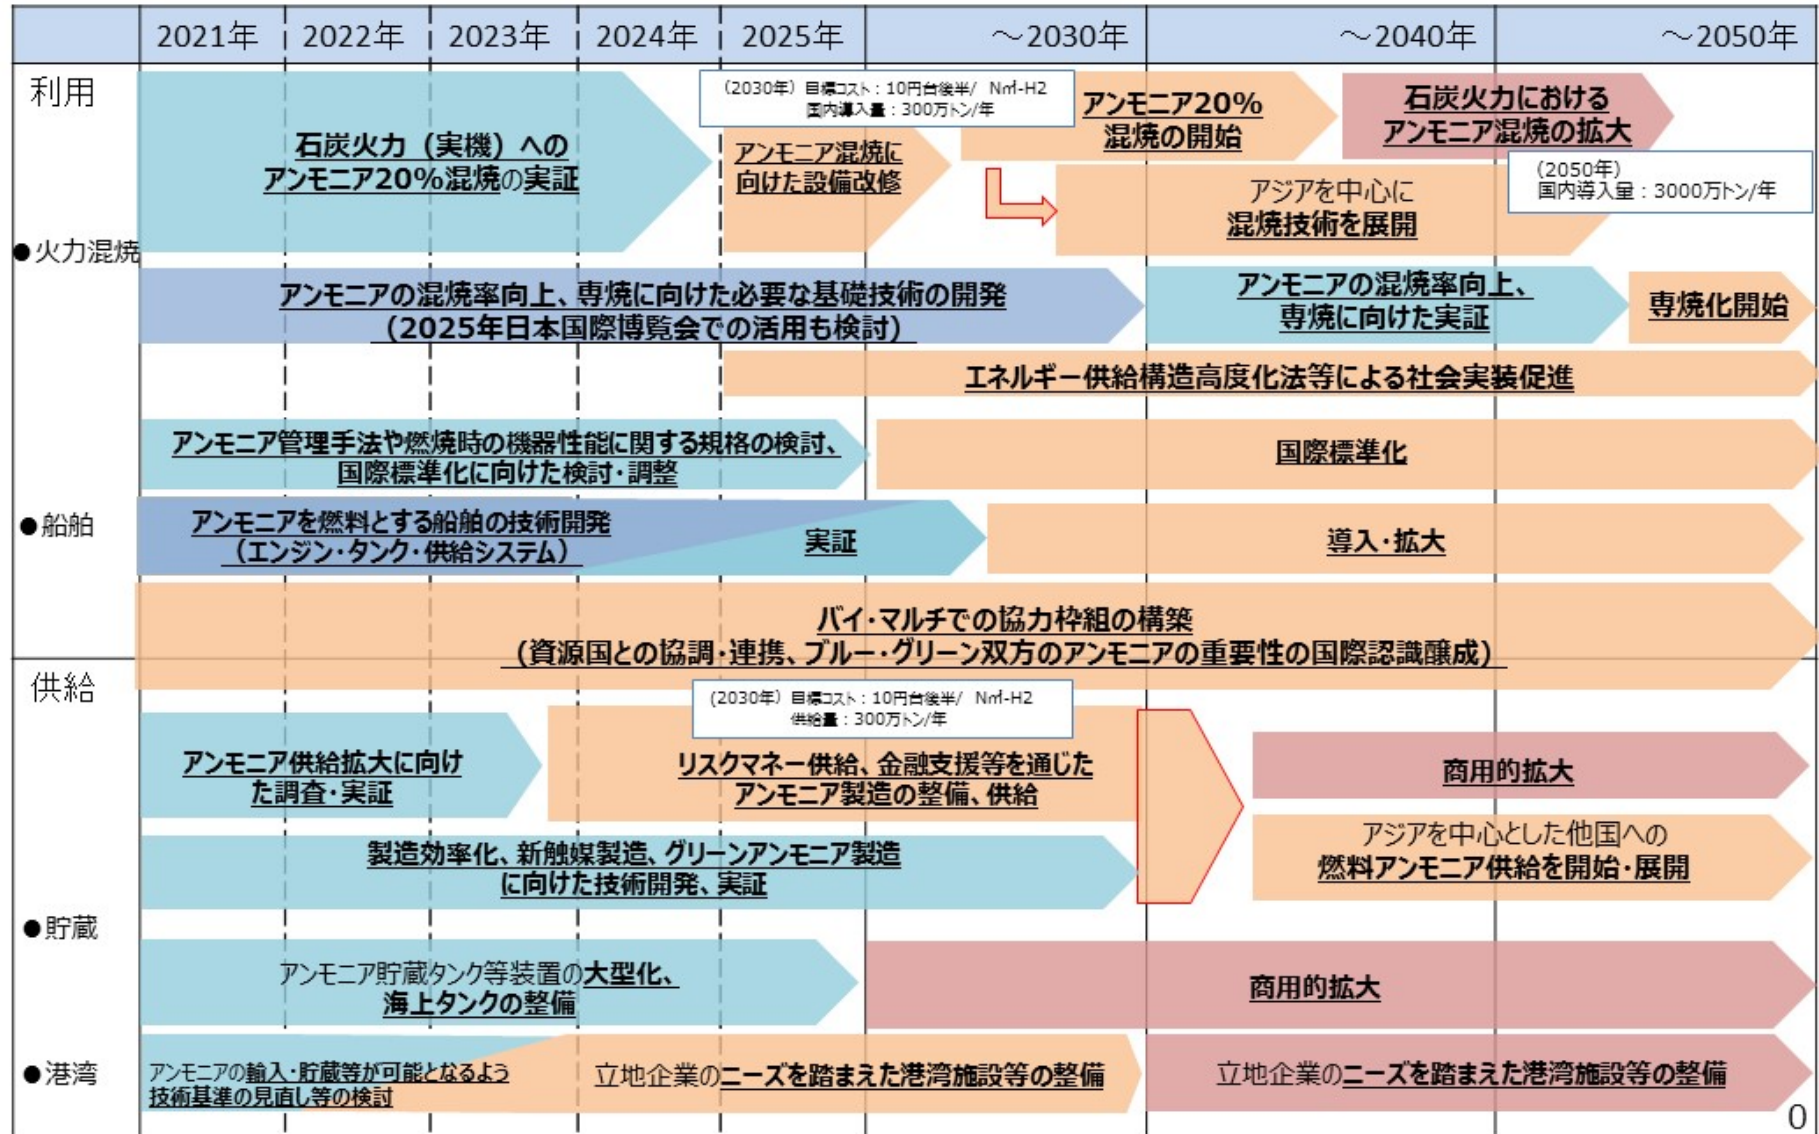 2021年 2022年 2023年 2024年 2025年 ～2030年 ～2040年 ～2050年
利用
石炭火力（実機）への
アンモニア20%混焼の実証
(2030年）目標コスト：10円台後半/ N㎥-H2
国内導入量：300万トン/年
アンモニア混焼に
向けた設備改修
アンモニア20%
混焼の開始
石炭火力における
アンモニア混焼の拡大
アジアを中心に
混焼技術を展開
(2050年）
国内導入量：3000万トン/年
●火力混焼
アンモニアの混焼率向上、専焼に向けた必要な基礎技術の開発
（2025年日本国際博覧会での活用も検討）
アンモニアの混焼率向上、
専焼に向けた実証
専焼化開始
エネルギー供給構造高度化法等による社会実装促進
アンモニア管理手法や燃焼時の機器性能に関する規格の検討、
国際標準化に向けた検討・調整
国際標準化
●船舶
アンモニアを燃料とする船舶の技術開発
（エンジン・タンク・供給システム）
実証
導入・拡大
バイ・マルチでの協力枠組の構築
（資源国との協調・連携、ブルー・グリーン双方のアンモニアの重要性の国際認識醸成）
供給
(2030年）目標コスト：10円台後半/ N㎥-H2
供給量：300万トン/年
アンモニア供給拡大に向け
た調査・実証
リスクマネー供給、金融支援等を通じた
アンモニア製造の整備、供給
商用的拡大
製造効率化、新触媒製造、グリーンアンモニア製造
に向けた技術開発、実証
アジアを中心とした他国への
燃料アンモニア供給を開始・展開
●貯蔵
アンモニア貯蔵タンク等装置の大型化、
海上タンクの整備
商用的拡大
●港湾
アンモニアの輸入・貯蔵等が可能となるよう
技術基準の見直し等の検討
立地企業のニーズを踏まえた港湾施設等の整備
立地企業のニーズを踏まえた港湾施設等の整備
0